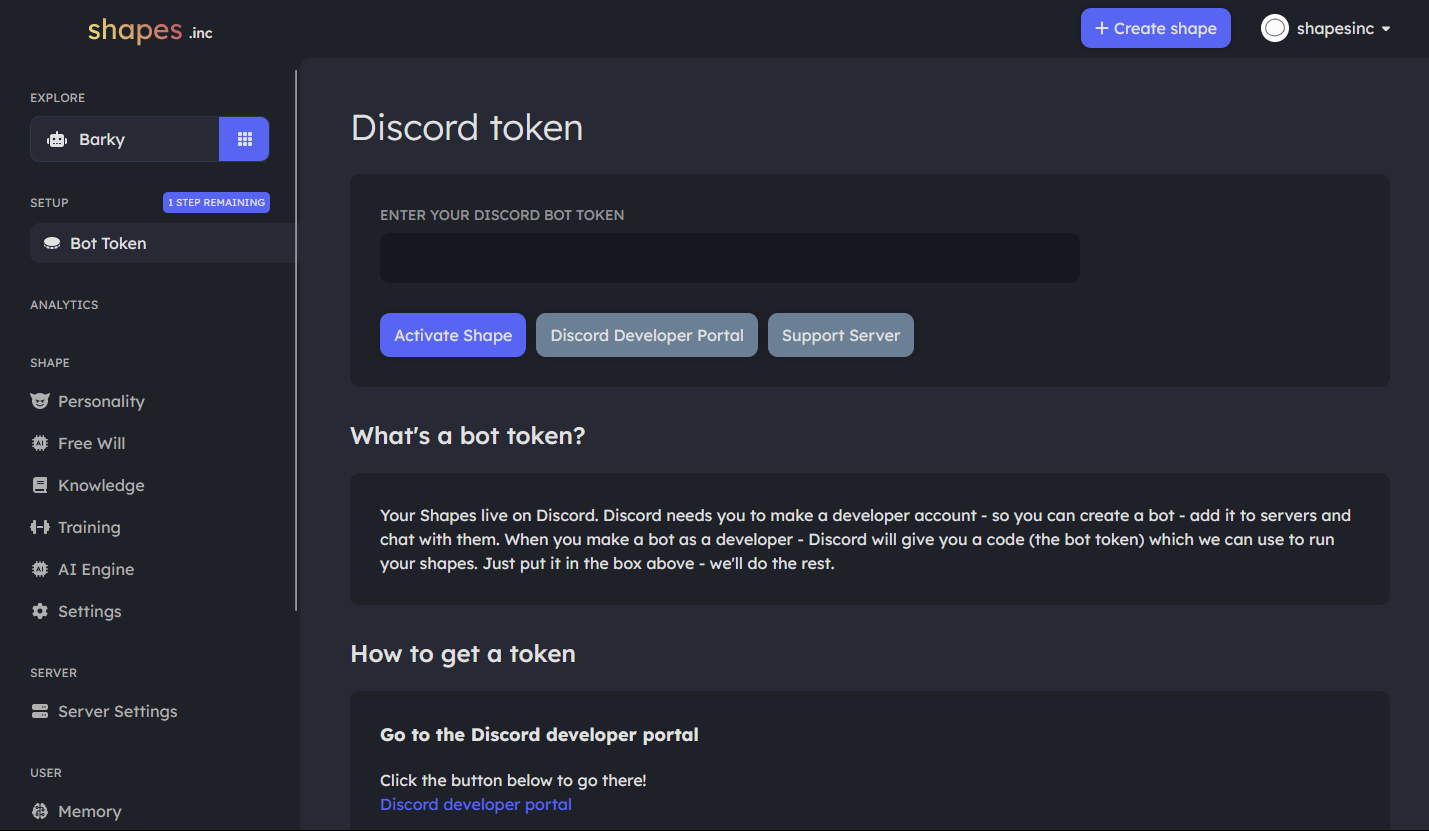 shapes .inc
+ Create shape
shapesinc
EXPLORE
Barky
SETUP
1 STEP REMAINING
Bot Token
ANALYTICS
SHAPE
Personality
Free Will
Knowledge
Training
AI Engine
Settings
SERVER
Server Settings
USER
Memory
Discord token
ENTER YOUR DISCORD BOT TOKEN
Activate Shape
Discord Developer Portal
Support Server
What's a bot token?
Your Shapes live on Discord. Discord needs you to make a developer account - so you can create a bot - add it to servers and
chat with them. When you make a bot as a developer - Discord will give you a code (the bot token) which we can use to run
your shapes. Just put it in the box above - we'll do the rest.
How to get a token
Go to the Discord developer portal
Click the button below to go there!
Discord developer portal